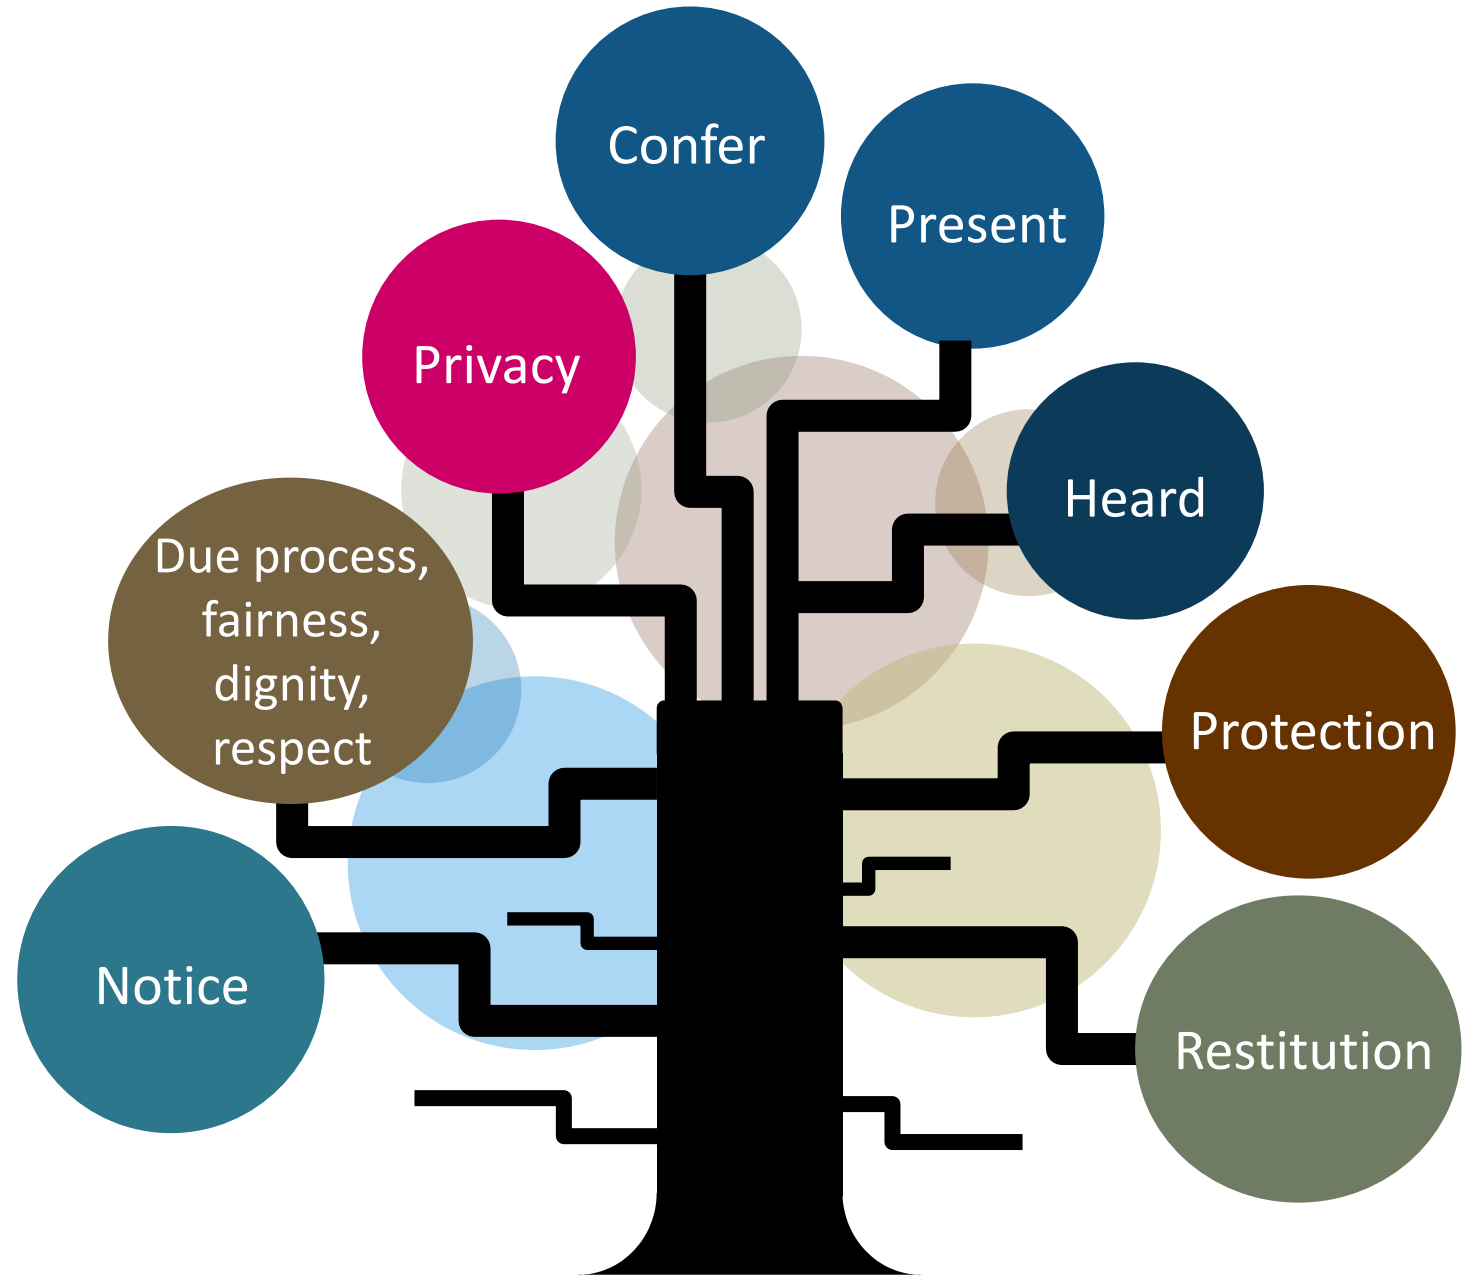 Confer
Present
Privacy
Heard
Due process,
fairness,
dignity,
respect
Protection
Notice
Restitution